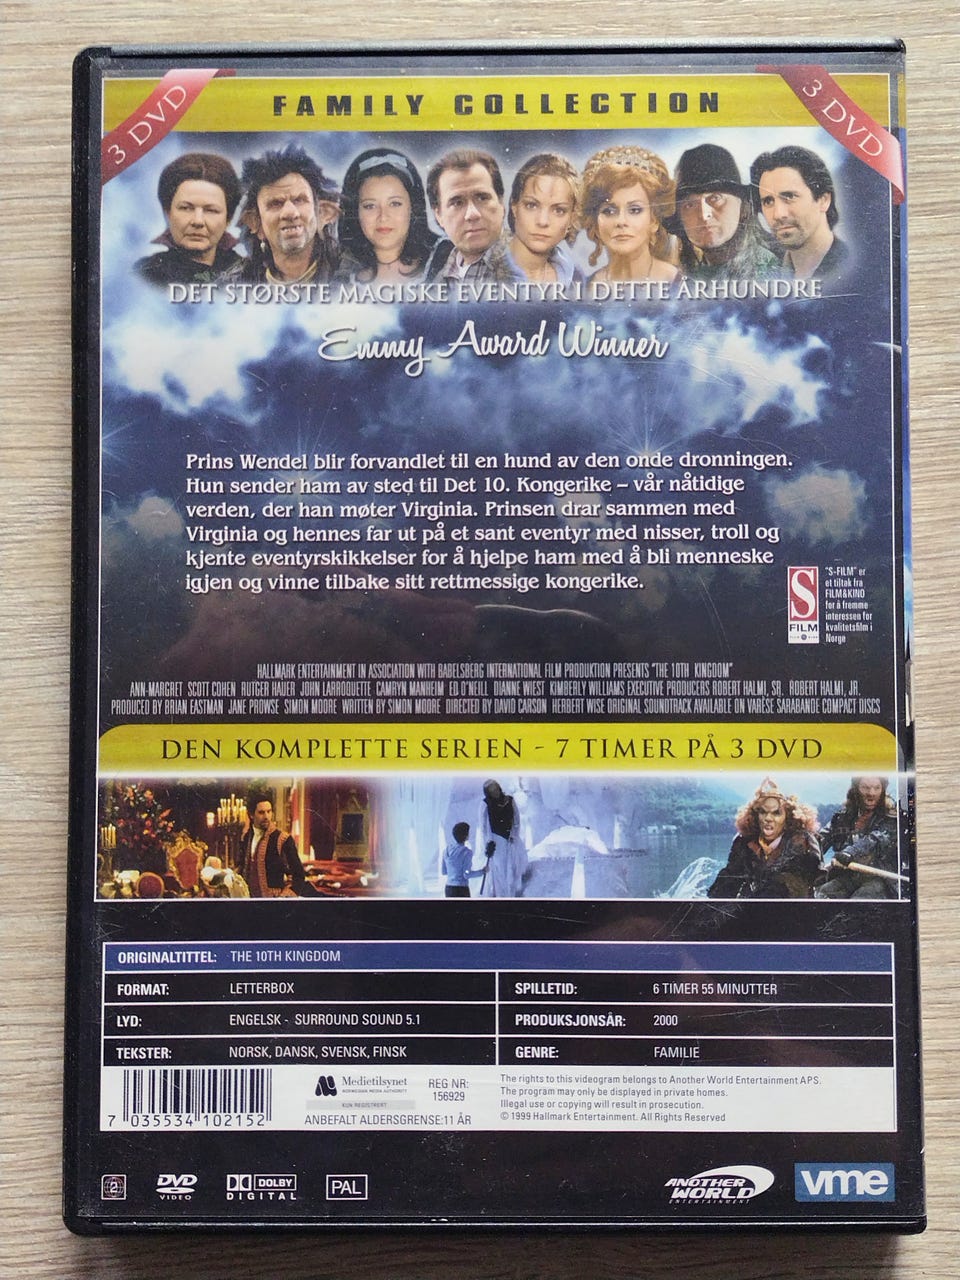 3 DVD
FAMILY COLLECTION
3 DVD
DET STØRSTE MAGISKE EVENTYR I DETTE ÅRHUNDRE
Emmy Award Winner
Prins Wendel blir forvandlet til en hund av den onde dronningen.
Hun sender ham av sted til Det 10. Kongerike – vår nåtidige
verden, der han møter Virginia. Prinsen drar sammen med
Virginia og hennes far ut på et sant eventyr med nisser, troll og
kjente eventyrskikkelser for å hjelpe ham med å bli menneske
igjen og vinne tilbake sitt rettmessige kongerike.
S
FILM
"S-FILM" er
et tiltak fra
FILM&KINO
for å fremme
interessen for
kvalitetsfilm i
Norge
HALLMARK ENTERTAINMENT IN ASSOCIATION WITH BABELSBERG INTERNATIONAL FILM PRODUKTION PRESENTS "THE 10TH KINGDOM"
ANN-MARGRET SCOTT COHEN RUTGER HAUER JOHN LARROQUETTE CAMRYN MANHEIM ED O'NEILL DIANNE WIEST KIMBERLY WILLIAMS EXECUTIVE PRODUCERS ROBERT HALMI, SR. ROBERT HALMI, JR.
PRODUCED BY BRIAN EASTMAN JANE PROWSE SIMON MOORE WRITTEN BY SIMON MOORE DIRECTED BY DAVID CARSON HERBERT WISE ORIGINAL SOUNDTRACK AVAILABLE ON VARÈSE SARABANDE COMPACT DISCS
DEN KOMPLETTE SERIEN - 7 TIMER PÅ 3 DVD
ORIGINALTITTEL: THE 10TH KINGDOM
FORMAT: LETTERBOX
SPILLETID: 6 TIMER 55 MINUTTER
LYD: ENGELSK - SURROUND SOUND 5.1
PRODUKSJONSÅR: 2000
TEKSTER: NORSK, DANSK, SVENSK, FINSK
GENRE: FAMILIE
7 035534 102152
Medietilsynet
NORWEGIAN MEDIA AUTHORITY
KUN REGISTRERT
REG NR:
156929
ANBEFALT ALDERSGRENSE:11 ÅR
The rights to this videogram belongs to Another World Entertainment APS.
The program may only be displayed in private homes.
Illegal use or copying will result in prosecution.
© 1999 Hallmark Entertainment. All Rights Reserved
2
DVD
VIDEO
DOLBY
DIGITAL
PAL
ANOTHER
WORLD
ENTERTAINMENT
vme